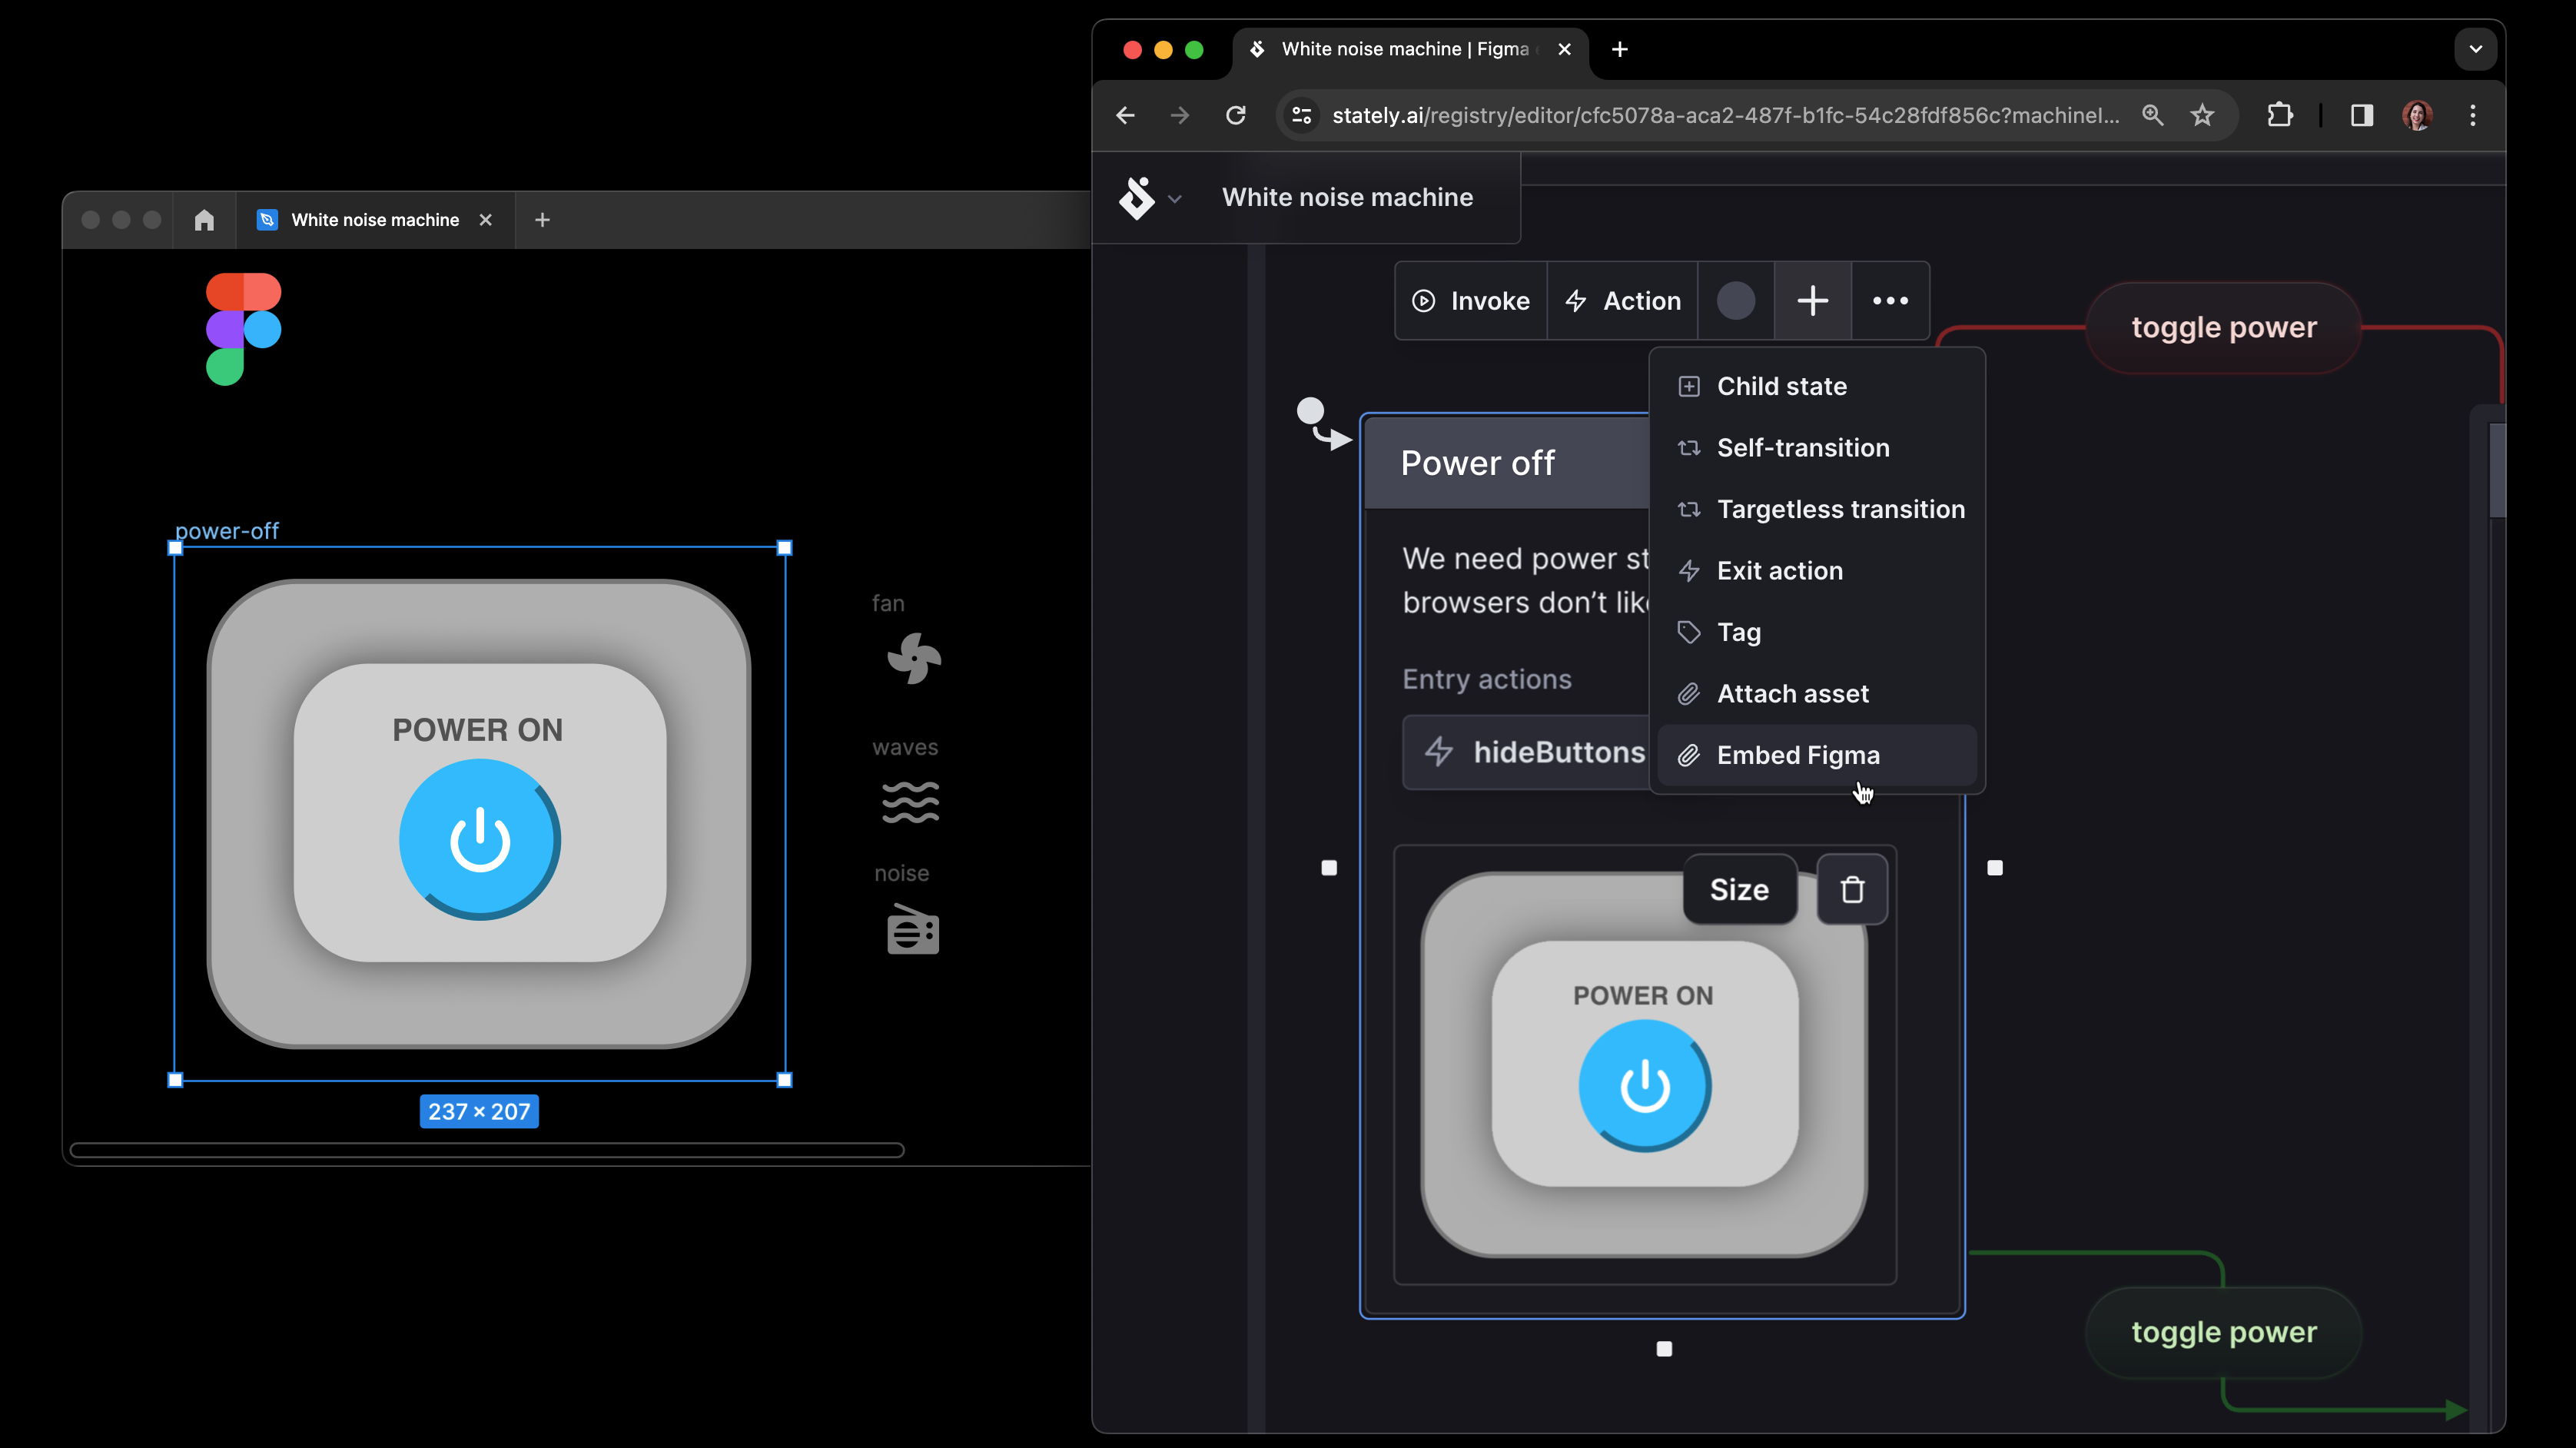 White noise machine
power-off
POWER ON
237 × 207
fan
waves
noise
White noise machine | Figma
stately.ai/registry/editor/cfc5078a-aca2-487f-b1fc-54c28fdf856c?machineI...
White noise machine
Invoke
Action
Child state
Self-transition
Targetless transition
Exit action
Tag
Attach asset
Embed Figma
Power off
We need power
browsers don’t
Entry actions
hideButtons
Size
POWER ON
toggle power
toggle power